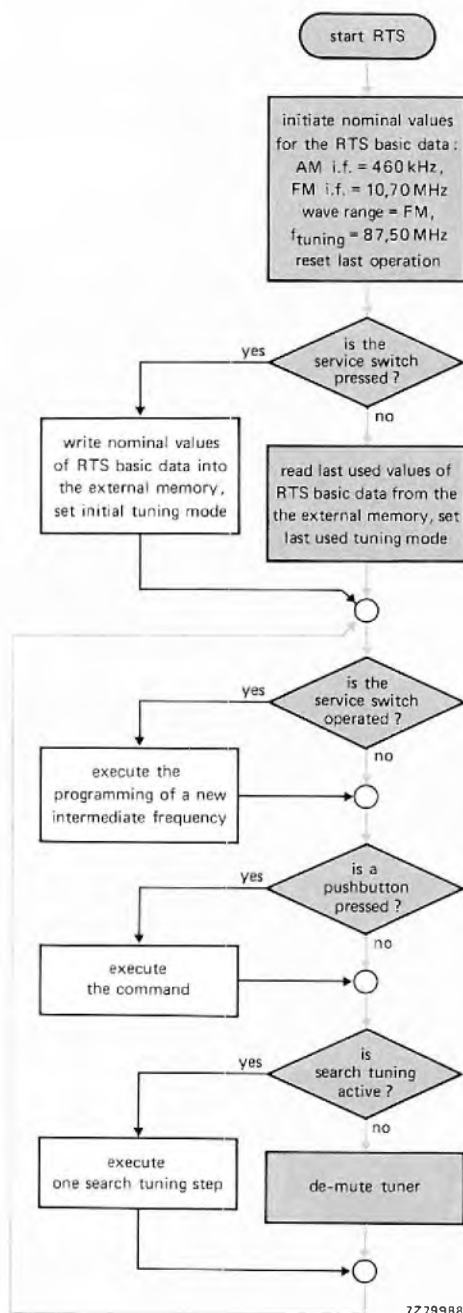 start RTS
initiate nominal values
for the RTS basic data :
AM i.f. = 460 kHz,
FM i.f. = 10,70 MHz
wave range = FM,
ftuning = 87,50 MHz
reset last operation
is the
service switch
pressed ?
yes
no
write nominal values
of RTS basic data into
the external memory,
set initial tuning mode
read last used values of
RTS basic data from the
the external memory, set
last used tuning mode
is the
service switch
operated ?
yes
no
execute the
programming of a new
intermediate frequency
is a
pushbutton
pressed ?
yes
no
execute
the command
is
search tuning
active ?
yes
no
execute
one search tuning step
de-mute tuner
7Z79980